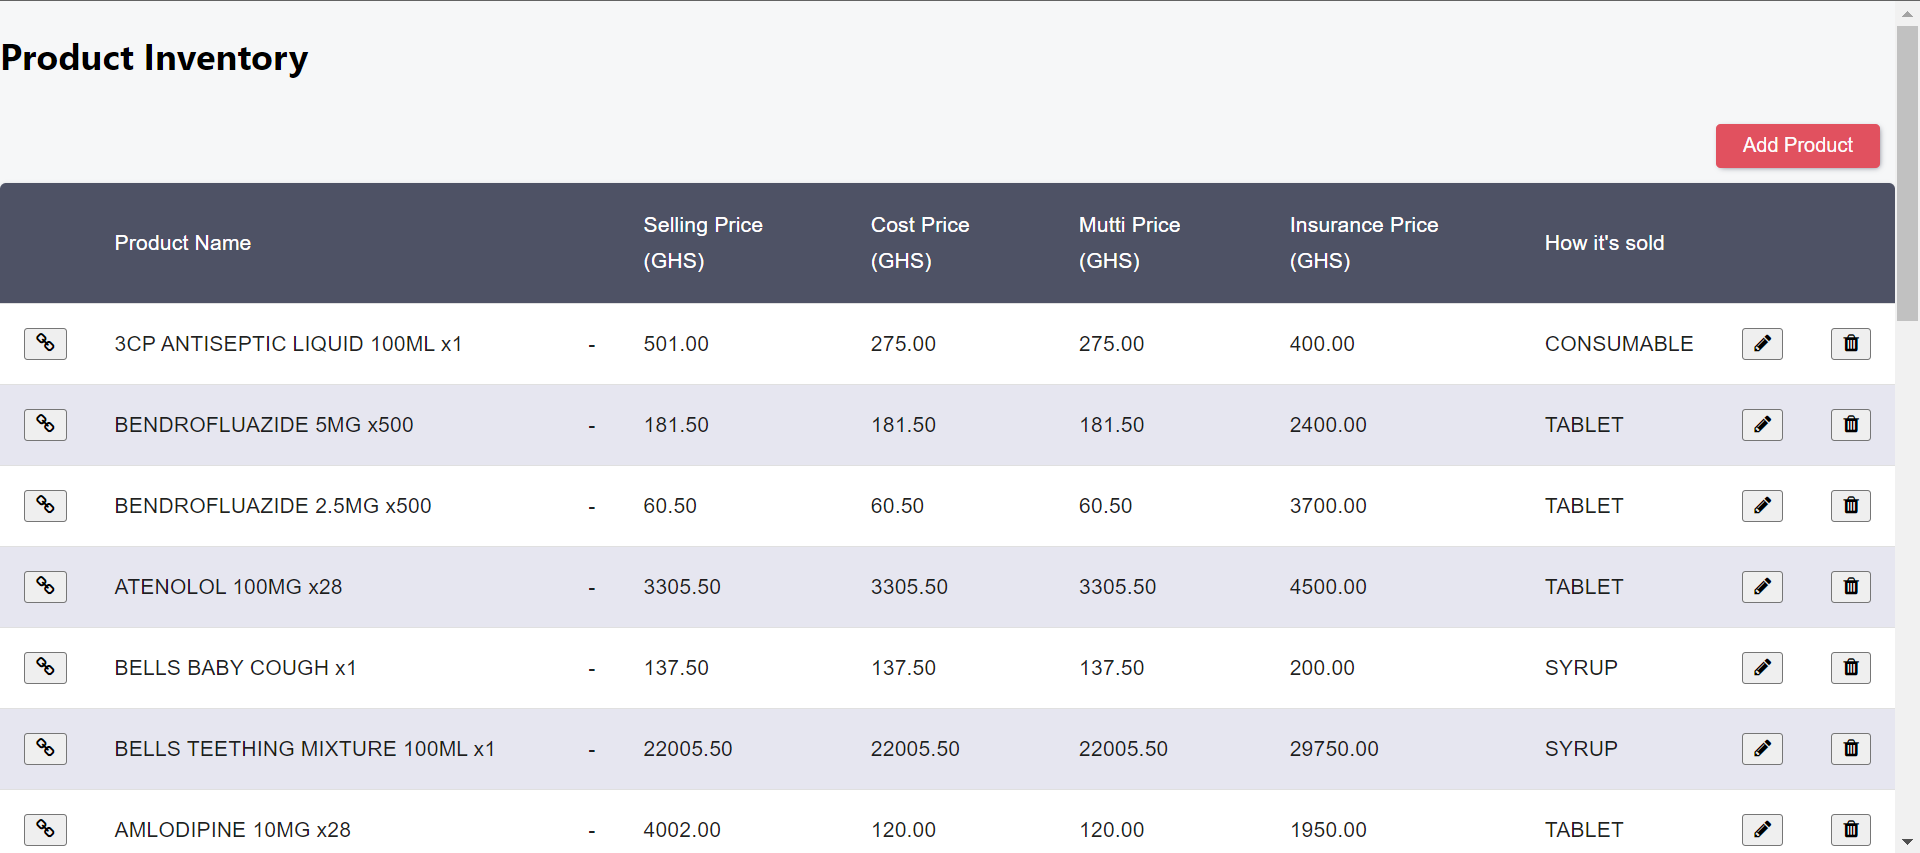 Product Inventory
Add Product
Product Name Selling Price (GHS) Cost Price (GHS) Mutti Price (GHS) Insurance Price (GHS) How it's sold
3CP ANTISEPTIC LIQUID 100ML x1 - 501.00 275.00 275.00 400.00 CONSUMABLE
BENDROFLUAZIDE 5MG x500 - 181.50 181.50 181.50 2400.00 TABLET
BENDROFLUAZIDE 2.5MG x500 - 60.50 60.50 60.50 3700.00 TABLET
ATENOLOL 100MG x28 - 3305.50 3305.50 3305.50 4500.00 TABLET
BELLS BABY COUGH x1 - 137.50 137.50 137.50 200.00 SYRUP
BELLS TEETHING MIXTURE 100ML x1 - 22005.50 22005.50 22005.50 29750.00 SYRUP
AMLODIPINE 10MG x28 - 4002.00 120.00 120.00 1950.00 TABLET